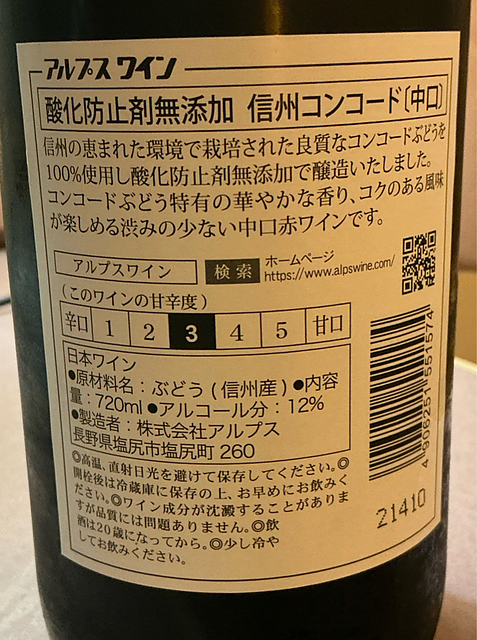 アルプスワイン
酸化防止剤無添加 信州コンコード〔中口〕
信州の恵まれた環境で栽培された良質なコンコードぶどうを
100%使用し酸化防止剤無添加で醸造いたしました。
コンコードぶどう特有の華やかな香り、コクのある風味
が楽しめる渋みの少ない中口赤ワインです。
アルプスワイン 検索 ホームページ
https://www.alpswine.com/
(このワインの甘辛度)
辛口 1 2 3 4 5 甘口
日本ワイン
●原材料名：ぶどう(信州産)●内容
量：720ml ●アルコール分：12%
●製造者：株式会社アルプス
長野県塩尻市塩尻町 260
◎高温、直射日光を避けて保存してください。◎
開栓後は冷蔵庫に保存の上、お早めにお飲みく
ださい。◎ワイン成分が沈澱することがありま
すが品質には問題ありません。◎飲
酒は20歳になってから。◎少し冷や
してお飲みください。
4 906251 551574
21410